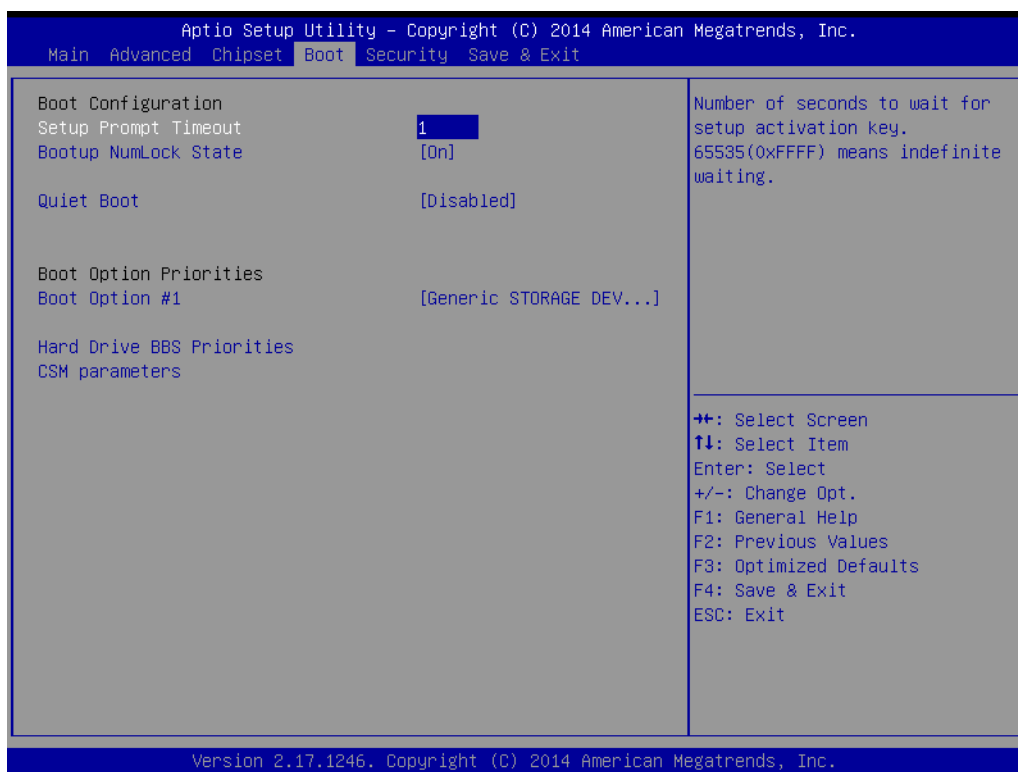 Aptio Setup Utility – Copyright (C) 2014 American Megatrends, Inc.
Main Advanced Chipset Boot Security Save & Exit
Boot Configuration
Setup Prompt Timeout 1
Bootup NumLock State [On]
Quiet Boot [Disabled]
Boot Option Priorities
Boot Option #1 [Generic STORAGE DEV...]
Hard Drive BBS Priorities
CSM parameters
Number of seconds to wait for
setup activation key.
65535(0xFFFF) means indefinite
waiting.
→←: Select Screen
↑↓: Select Item
Enter: Select
+/-: Change Opt.
F1: General Help
F2: Previous Values
F3: Optimized Defaults
F4: Save & Exit
ESC: Exit
Version 2.17.1246. Copyright (C) 2014 American Megatrends, Inc.